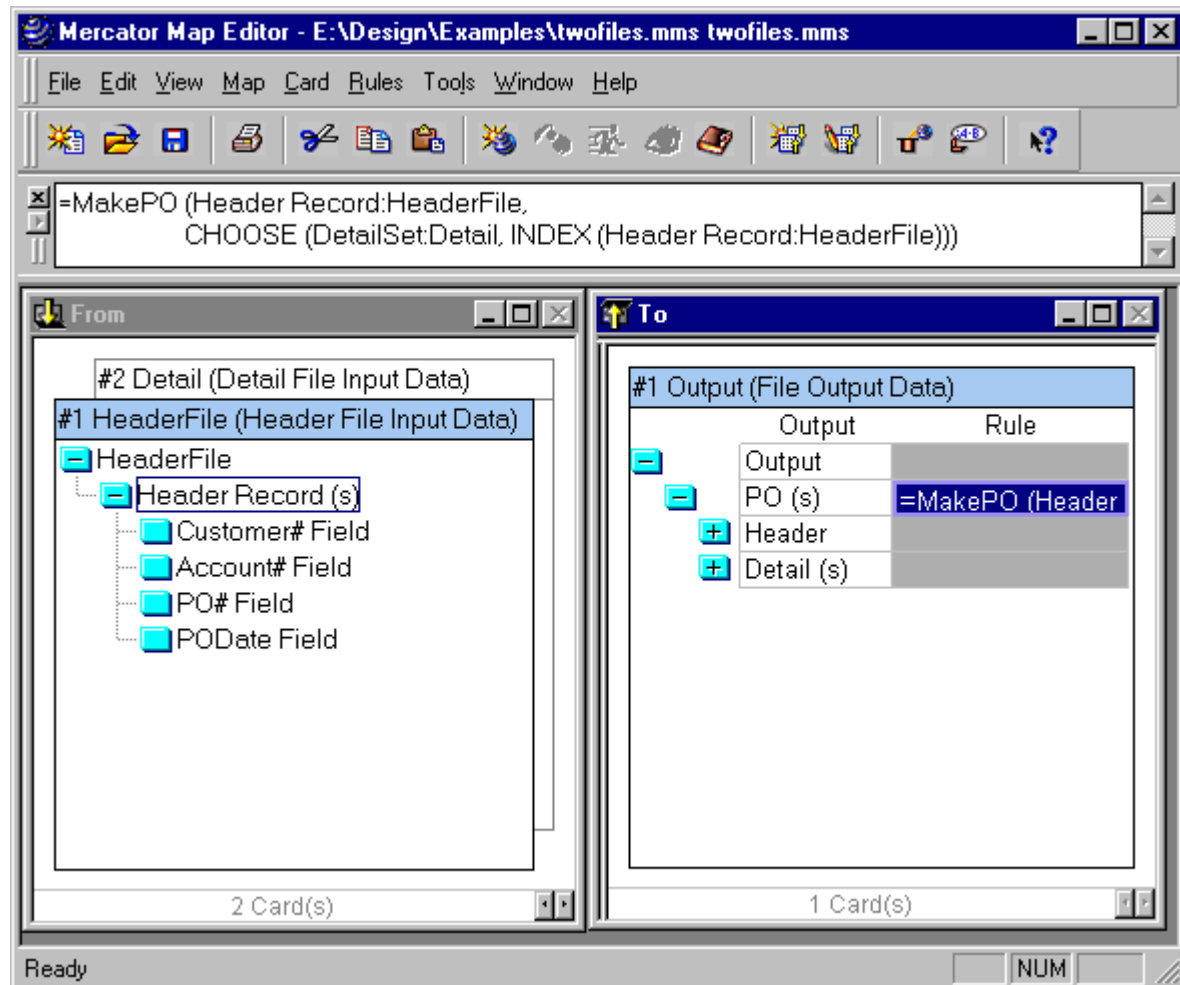 Mercator Map Editor - E:\Design\Examples\twofiles.mms twofiles.mms
File Edit View Map Card Rules Tools Window Help
=MakePO (Header Record:HeaderFile,
CHOOSE (DetailSet:Detail, INDEX (Header Record:HeaderFile)))
From
#2 Detail (Detail File Input Data)
#1 HeaderFile (Header File Input Data)
HeaderFile
Header Record (s)
Customer# Field
Account# Field
PO# Field
PODate Field
2 Card(s)
To
#1 Output (File Output Data)
Output Rule
Output
PO (s) =MakePO (Header
Header
Detail (s)
1 Card(s)
Ready NUM